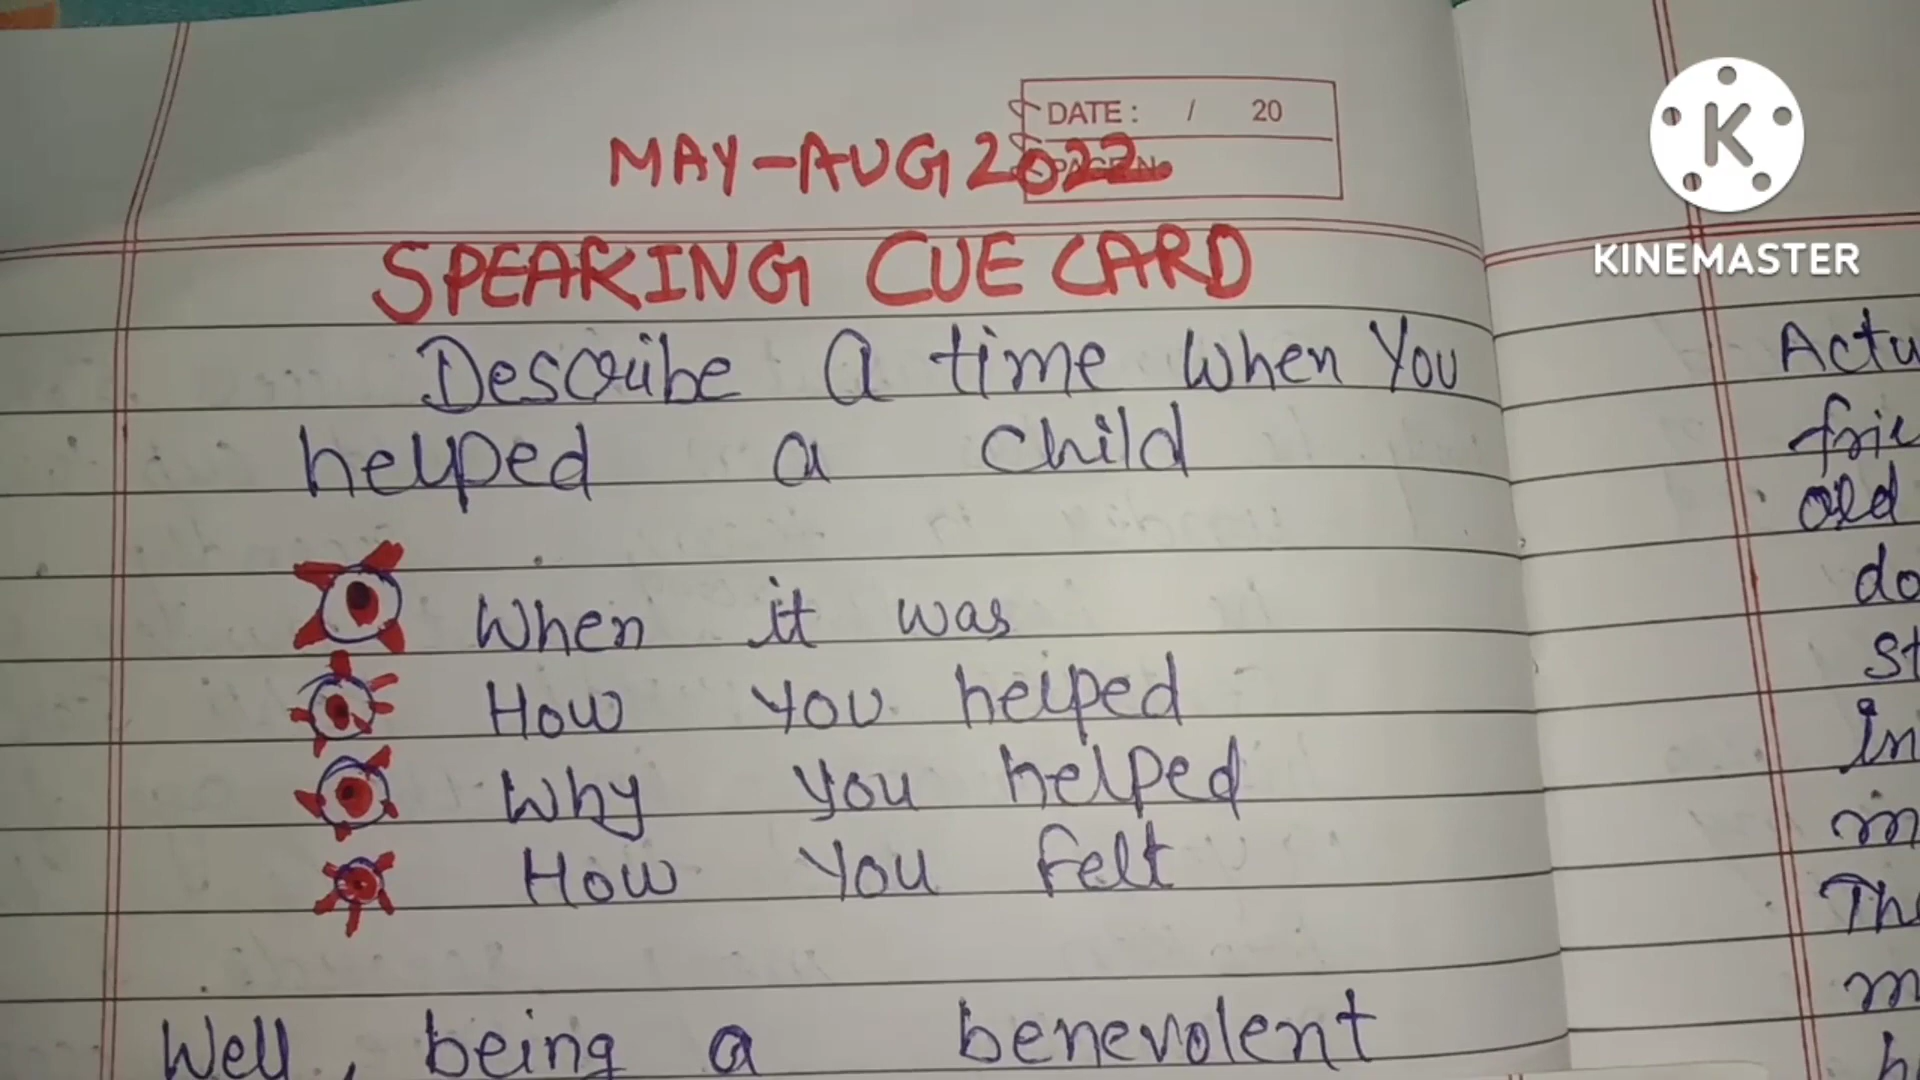 DATE : / 20
MAY-AUG 2022
SPEAKING CUE CARD
Describe A time When You
helped a child
When it was
How you helped
Why you helped
How you felt
Well, being a benevolent
K
KINEMASTER
old